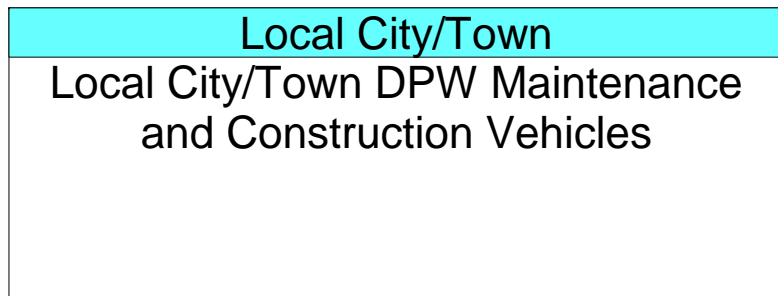 Local City/Town
Local City/Town DPW Maintenance
and Construction Vehicles